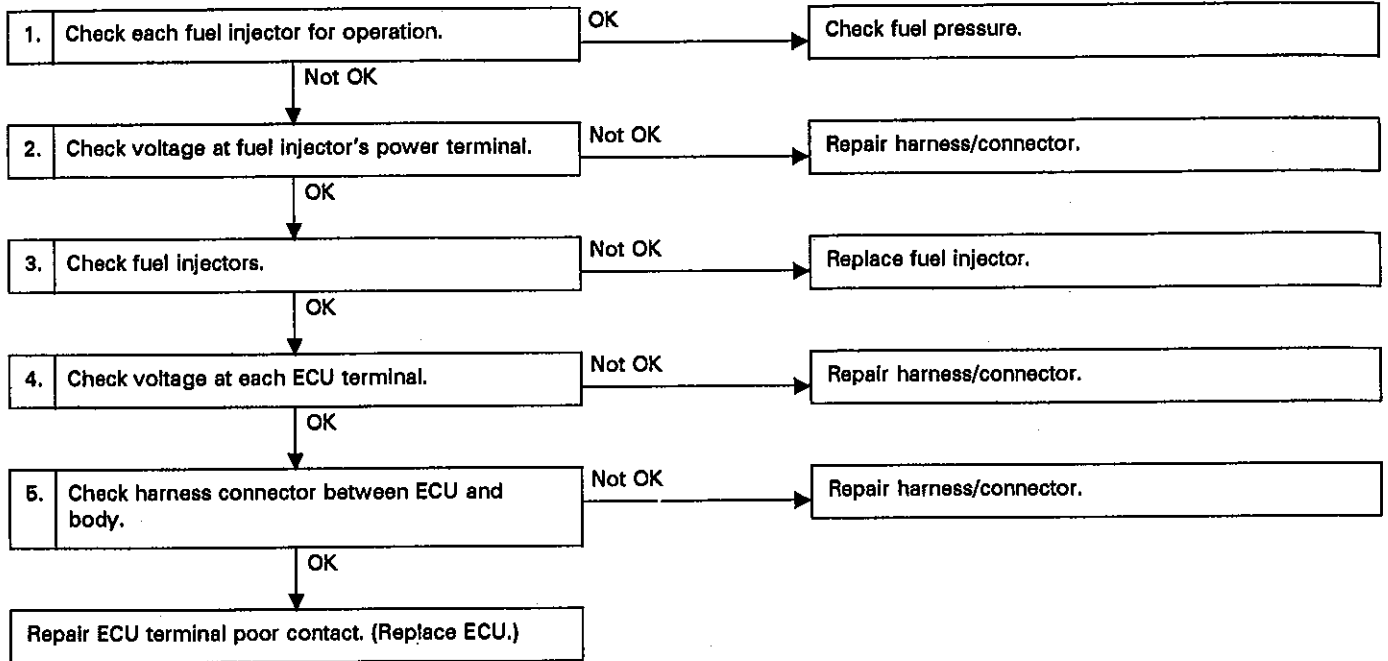 1. Check each fuel injector for operation.
OK
Check fuel pressure.
Not OK
2. Check voltage at fuel injector's power terminal.
Not OK
Repair harness/connector.
OK
3. Check fuel injectors.
Not OK
Replace fuel injector.
OK
4. Check voltage at each ECU terminal.
Not OK
Repair harness/connector.
OK
5. Check harness connector between ECU and
body.
Not OK
Repair harness/connector.
OK
Repair ECU terminal poor contact. (Replace ECU.)